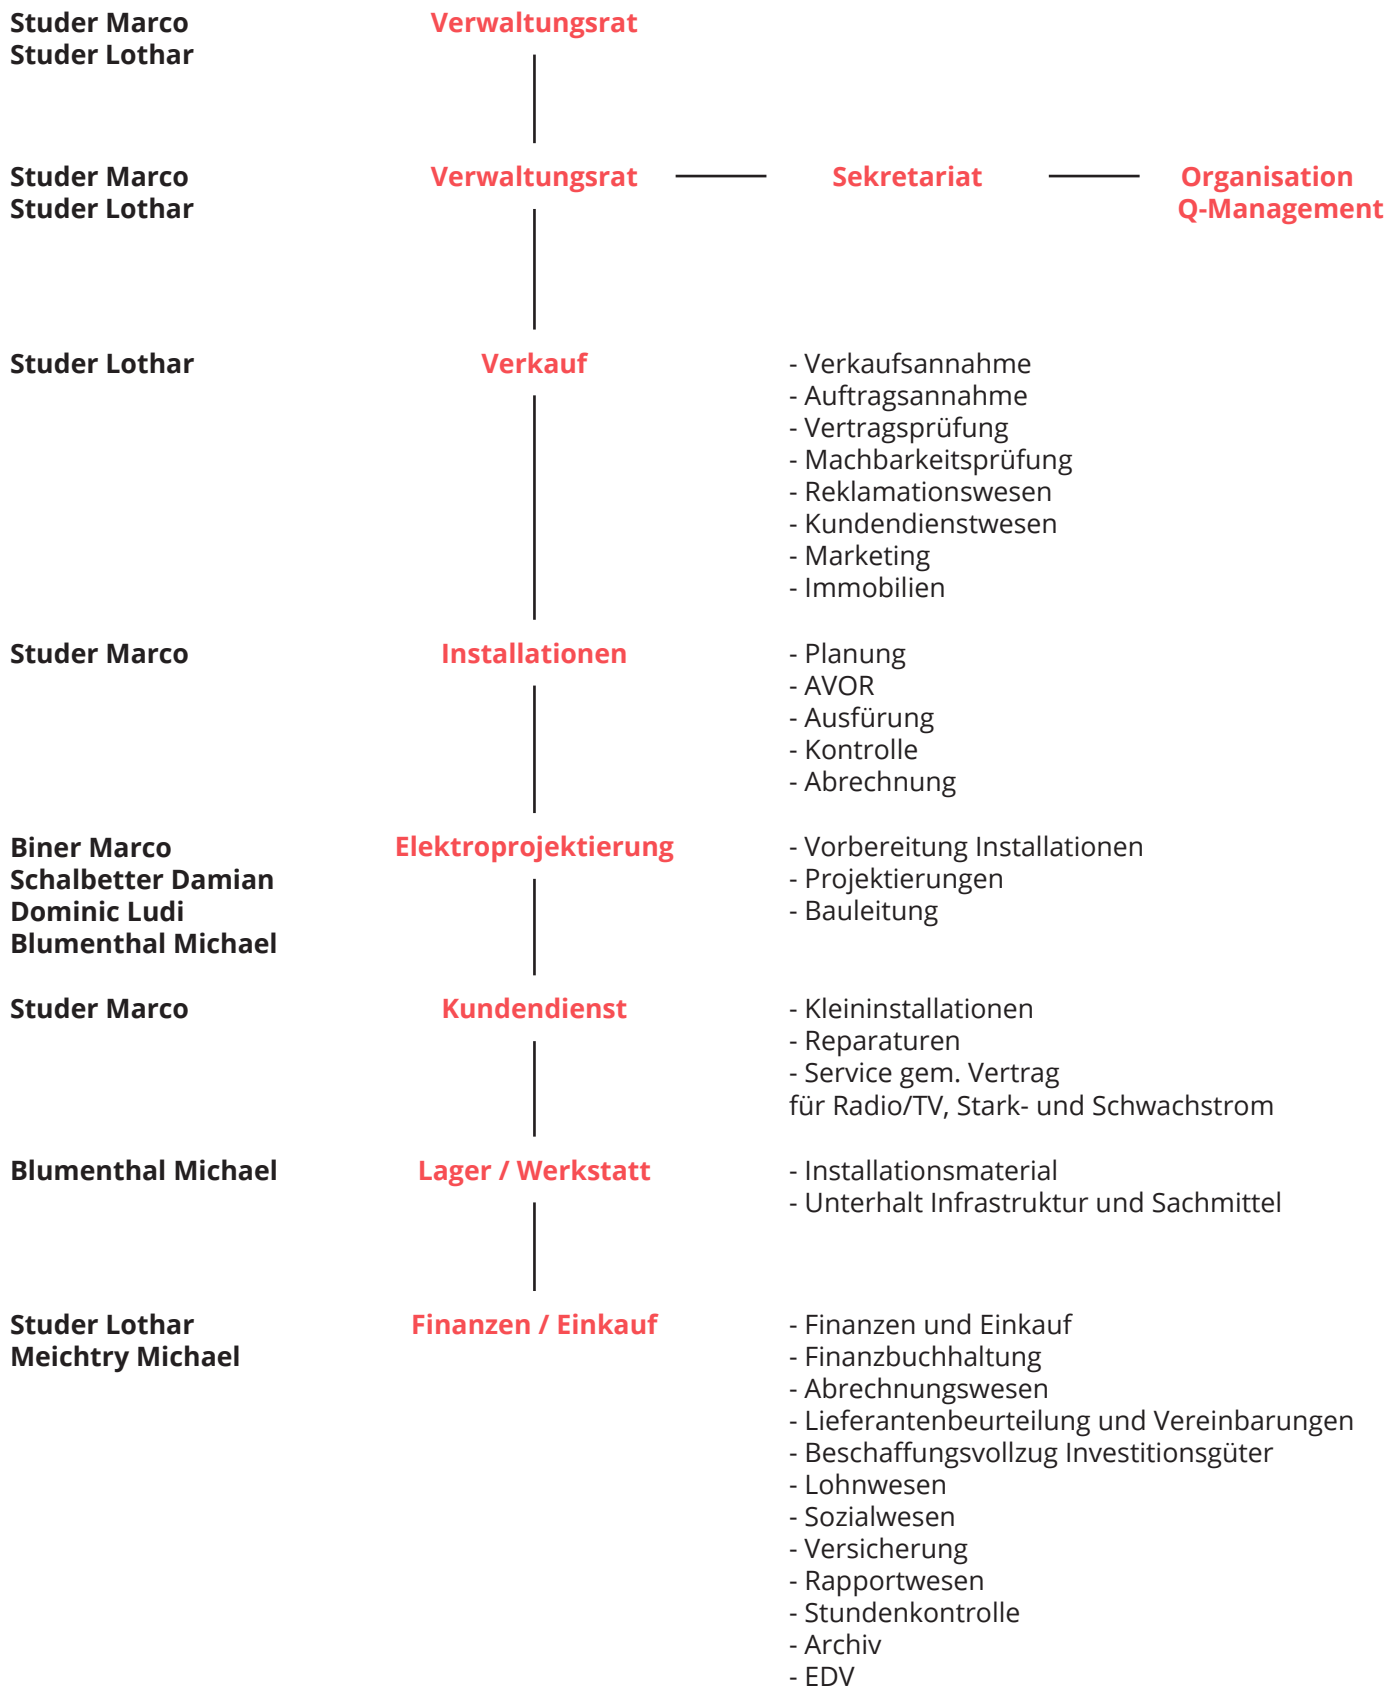 Studer Marco
Studer Lothar
Verwaltungsrat
Studer Marco
Studer Lothar
Verwaltungsrat
Sekretariat
Organisation
Q-Management
Studer Lothar
Verkauf
- Verkaufsannahme
- Auftragsannahme
- Vertragsprüfung
- Machbarkeitsprüfung
- Reklamationswesen
- Kundendienstwesen
- Marketing
- Immobilien
Studer Marco
Installationen
- Planung
- AVOR
- Ausfürung
- Kontrolle
- Abrechnung
Biner Marco
Schalbetter Damian
Dominic Ludi
Blumenthal Michael
Elektroprojektierung
- Vorbereitung Installationen
- Projektierungen
- Bauleitung
Studer Marco
Kundendienst
- Kleininstallationen
- Reparaturen
- Service gem. Vertrag
für Radio/TV, Stark- und Schwachstrom
Blumenthal Michael
Lager / Werkstatt
- Installationsmaterial
- Unterhalt Infrastruktur und Sachmittel
Studer Lothar
Meichtry Michael
Finanzen / Einkauf
- Finanzen und Einkauf
- Finanzbuchhaltung
- Abrechnungswesen
- Lieferantenbeurteilung und Vereinbarungen
- Beschaffungsvollzug Investitionsgüter
- Lohnwesen
- Sozialwesen
- Versicherung
- Rapportwesen
- Stundenkontrolle
- Archiv
- EDV